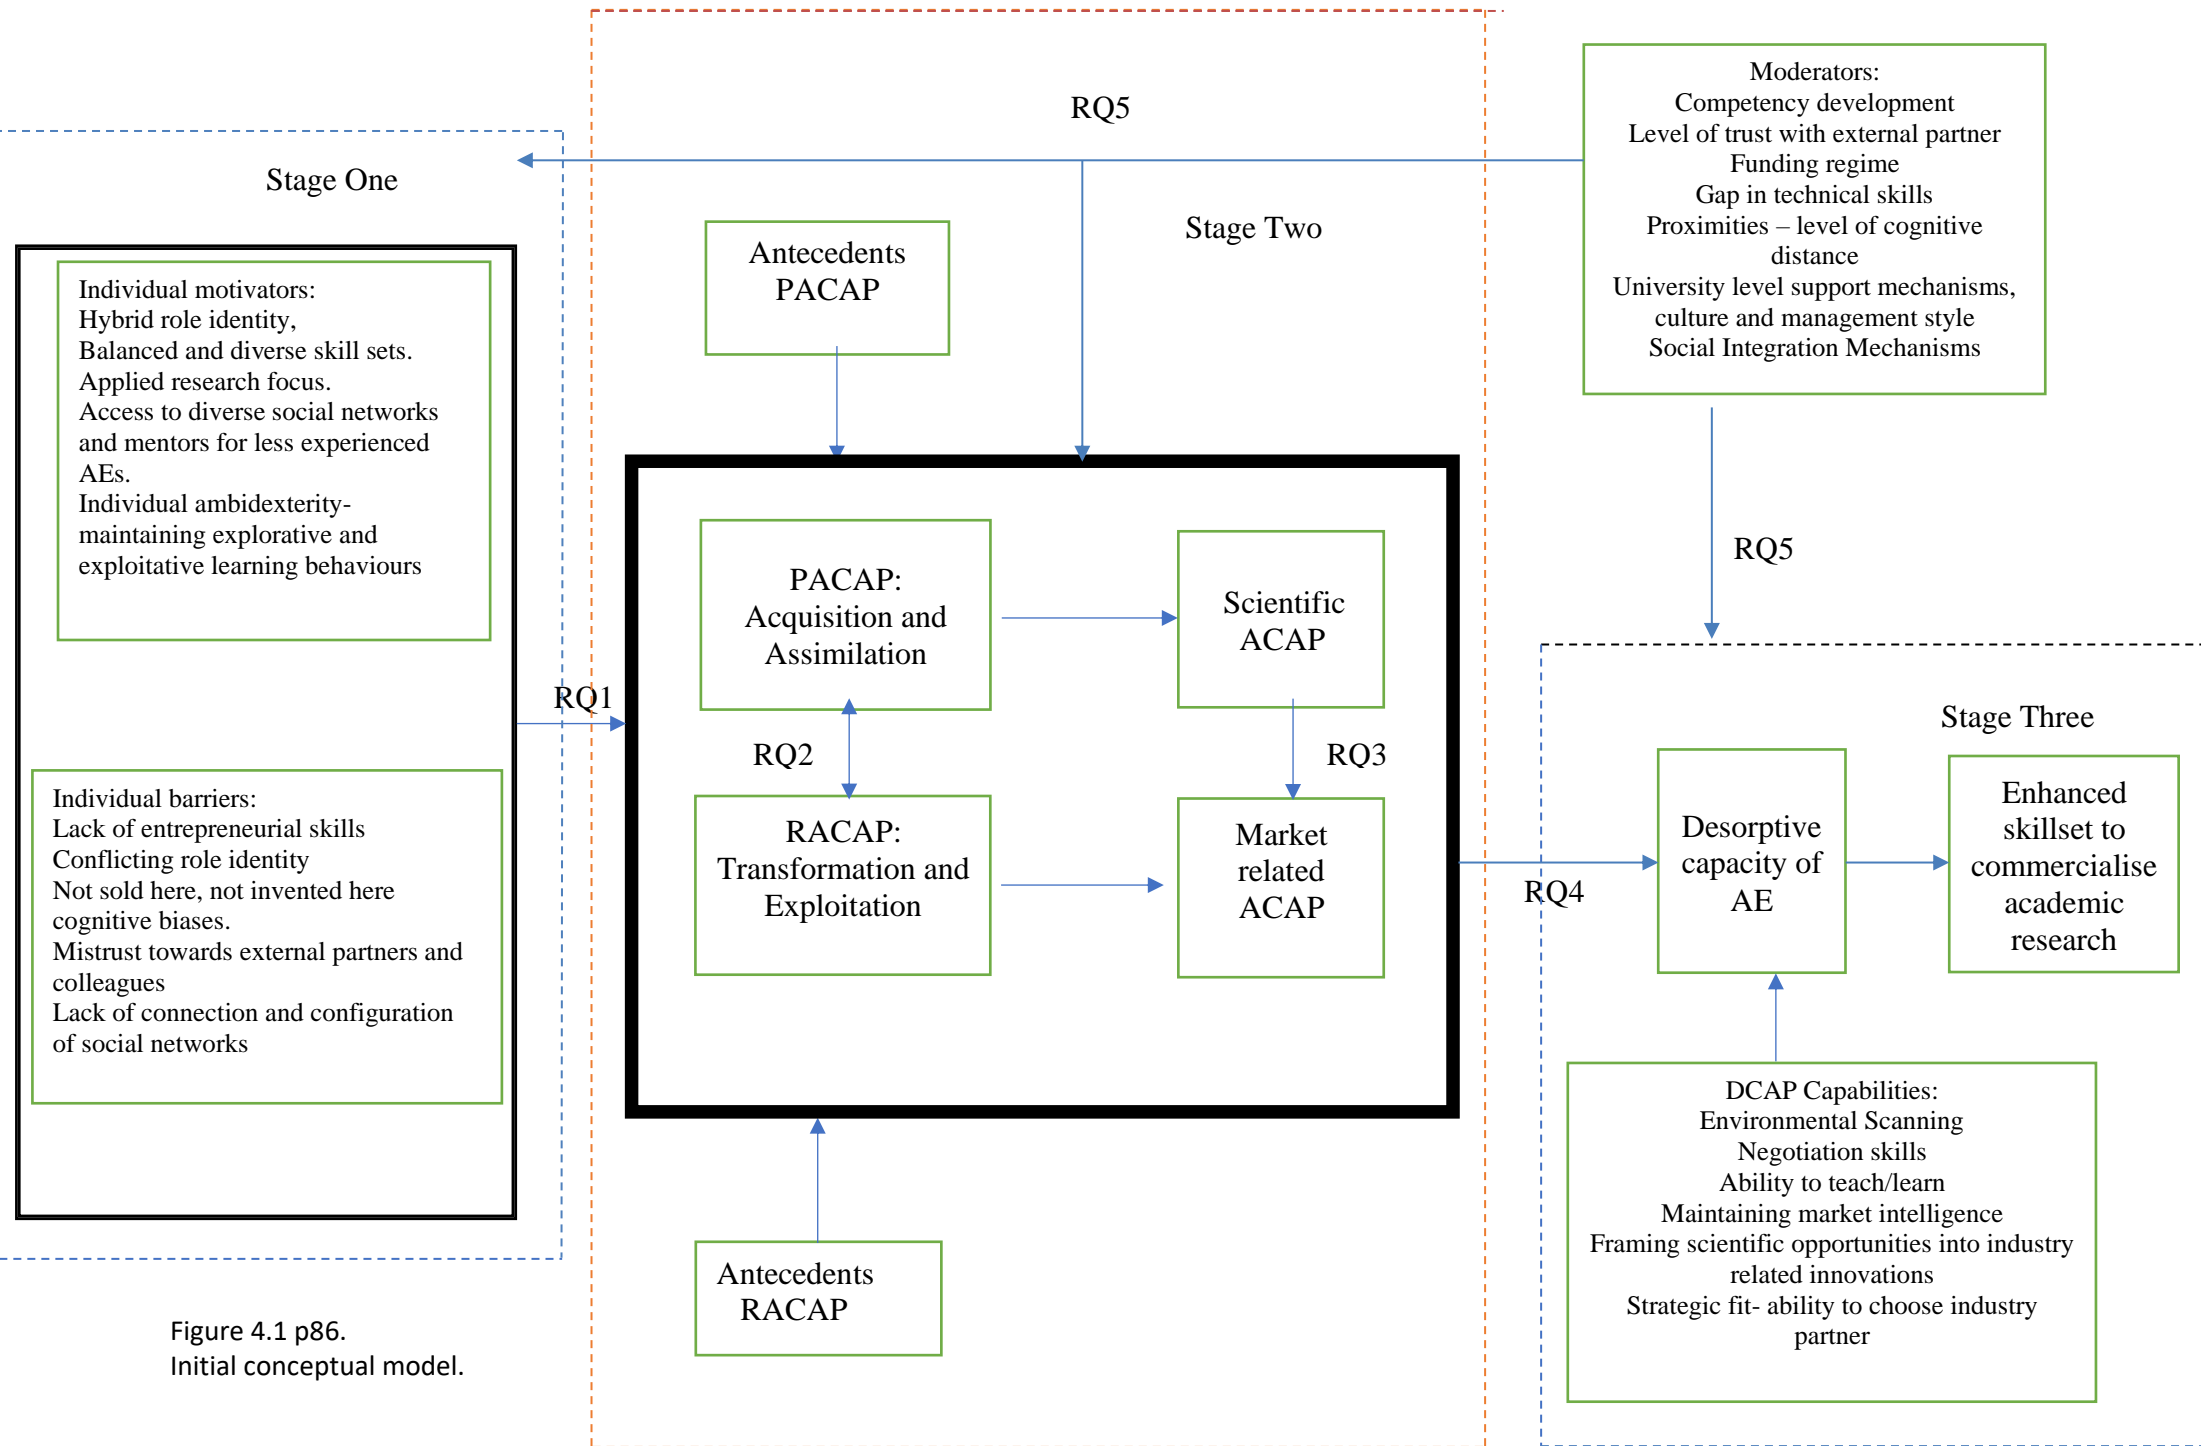 Stage One
Individual motivators:
Hybrid role identity,
Balanced and diverse skill sets.
Applied research focus.
Access to diverse social networks
and mentors for less experienced
AEs.
Individual ambidexterity-
maintaining explorative and
exploitative learning behaviours
Individual barriers:
Lack of entrepreneurial skills
Conflicting role identity
Not sold here, not invented here
cognitive biases.
Mistrust towards external partners and
colleagues
Lack of connection and configuration
of social networks
RQ1
RQ5
Stage Two
Antecedents
PACAP
PACAP:
Acquisition and
Assimilation
Scientific
ACAP
RQ2
RQ3
RACAP:
Transformation and
Exploitation
Market
related
ACAP
Antecedents
RACAP
Moderators:
Competency development
Level of trust with external partner
Funding regime
Gap in technical skills
Proximities – level of cognitive
distance
University level support mechanisms,
culture and management style
Social Integration Mechanisms
RQ5
RQ4
Stage Three
Desorptive
capacity of
AE
Enhanced
skillset to
commercialise
academic
research
DCAP Capabilities:
Environmental Scanning
Negotiation skills
Ability to teach/learn
Maintaining market intelligence
Framing scientific opportunities into industry
related innovations
Strategic fit- ability to choose industry
partner
Figure 4.1 p86.
Initial conceptual model.